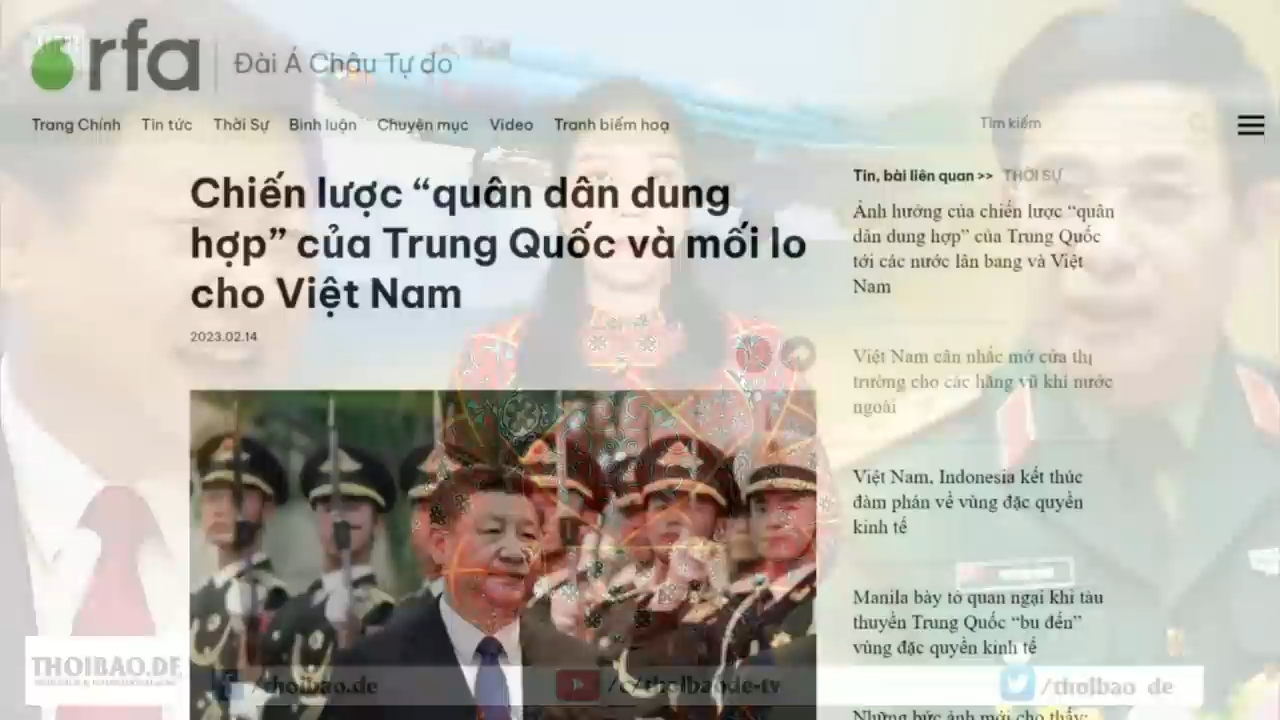 rfa
Đài Á Châu Tự do
Trang Chính Tin tức Thời Sự Bình luận Chuyên mục Video Tranh biếm hoạ
Tìm kiếm
Chiến lược “quân dân dung
hợp” của Trung Quốc và mối lo
cho Việt Nam
2023.02.14
Tin, bài liên quan >> THỜI SỰ
Ảnh hưởng của chiến lược “quân
dân dung hợp” của Trung Quốc
tới các nước lân bang và Việt
Nam
Việt Nam cân nhắc mở cửa thị
trường cho các hãng vũ khí nước
ngoài
Việt Nam, Indonesia kết thúc
đàm phán về vùng đặc quyền
kinh tế
Manila bày tỏ quan ngại khi tàu
thuyền Trung Quốc “bu đến”
vùng đặc quyền kinh tế
Những bức ảnh mới cho thấy:
THOIBAO.DE
/thoibao.de
/c/thoibaode-tv
/thoibao_de